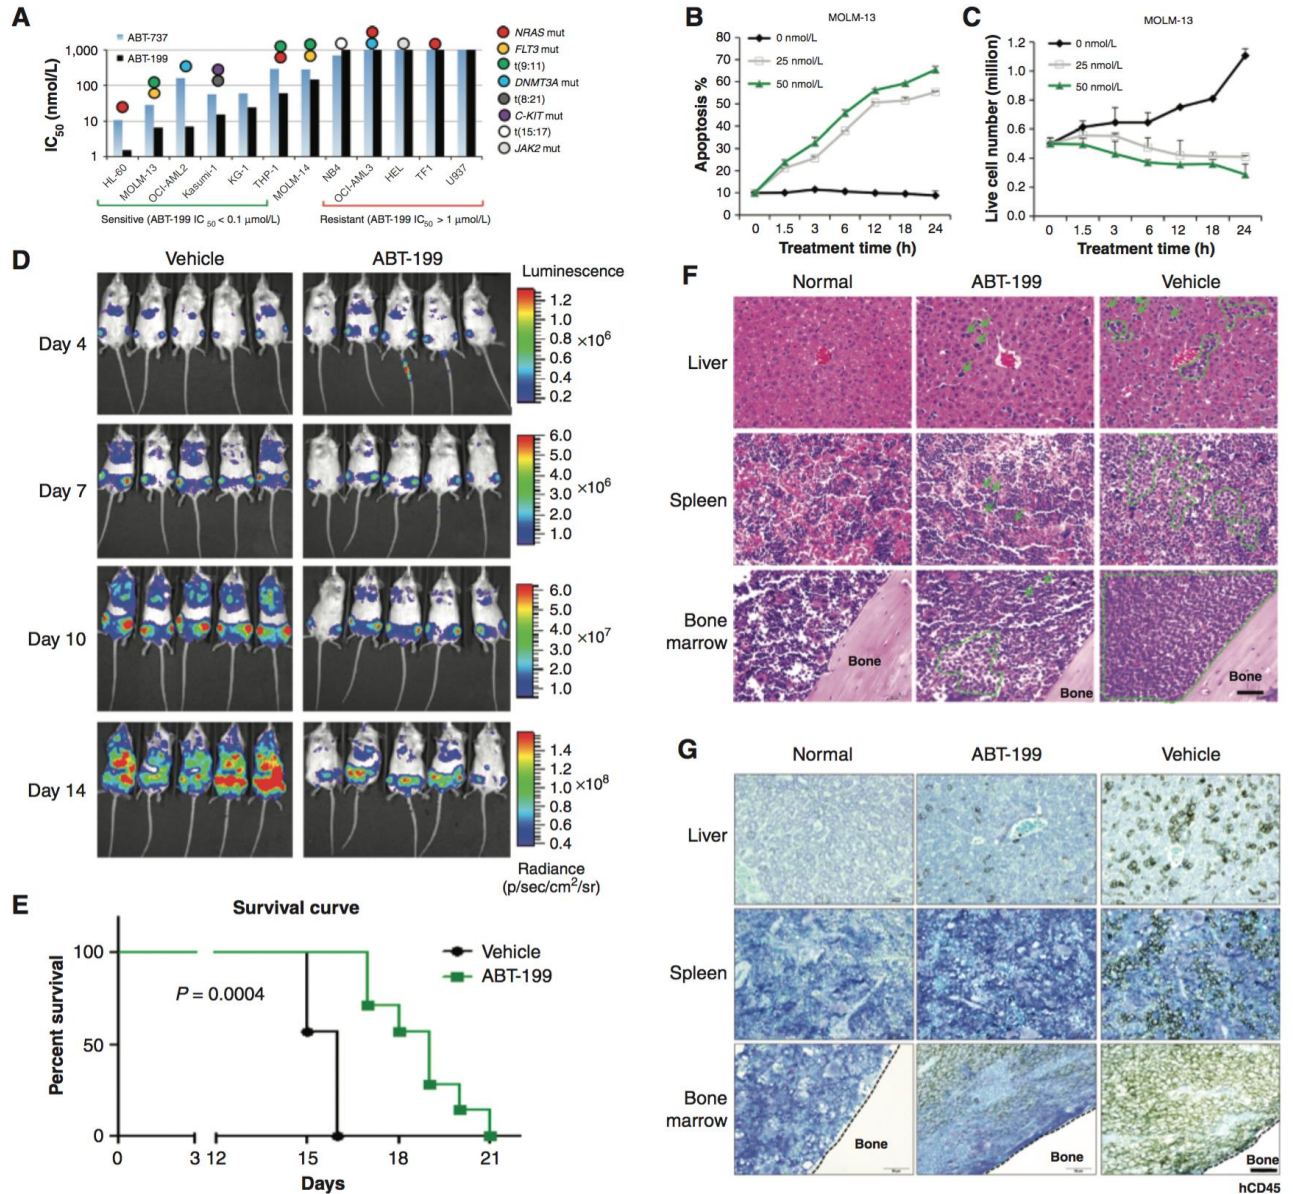 A
IC50 (nmol/L)
1,000
100
10
1
ABT-737
ABT-199
HL-60
MOLM-13
OCI-AML2
Kasumi-1
KG-1
THP-1
MOLM-14
NB4
OCI-AML3
HEL
TF1
U937
Sensitive (ABT-199 IC 50 < 0.1 µmol/L)
Resistant (ABT-199 IC50 > 1 µmol/L)
NRAS mut
FLT3 mut
t(9:11)
DNMT3A mut
t(8:21)
C-KIT mut
t(15:17)
JAK2 mut
B
MOLM-13
Apoptosis %
80
70
60
50
40
30
20
10
0
0 nmol/L
25 nmol/L
50 nmol/L
0 1.5 3 6 12 18 24
Treatment time (h)
C
MOLM-13
Live cell number (million)
1.2
1.0
0.8
0.6
0.4
0.2
0.0
0 nmol/L
25 nmol/L
50 nmol/L
0 1.5 3 6 12 18 24
Treatment time (h)
D
Vehicle
ABT-199
Luminescence
Day 4
1.2
1.0
0.8
0.6
0.4
0.2
×10⁶
Day 7
6.0
5.0
4.0
3.0
2.0
1.0
×10⁶
Day 10
6.0
5.0
4.0
3.0
2.0
1.0
×10⁷
Day 14
1.4
1.2
1.0
0.8
0.6
0.4
×10⁸
Radiance
(p/sec/cm²/sr)
E
Survival curve
Percent survival
100
50
0
P = 0.0004
Vehicle
ABT-199
0 3 12 15 18 21
Days
F
Normal
ABT-199
Vehicle
Liver
Spleen
Bone
marrow
Bone
Bone
Bone
G
Normal
ABT-199
Vehicle
Liver
Spleen
Bone
marrow
Bone
Bone
Bone
hCD45